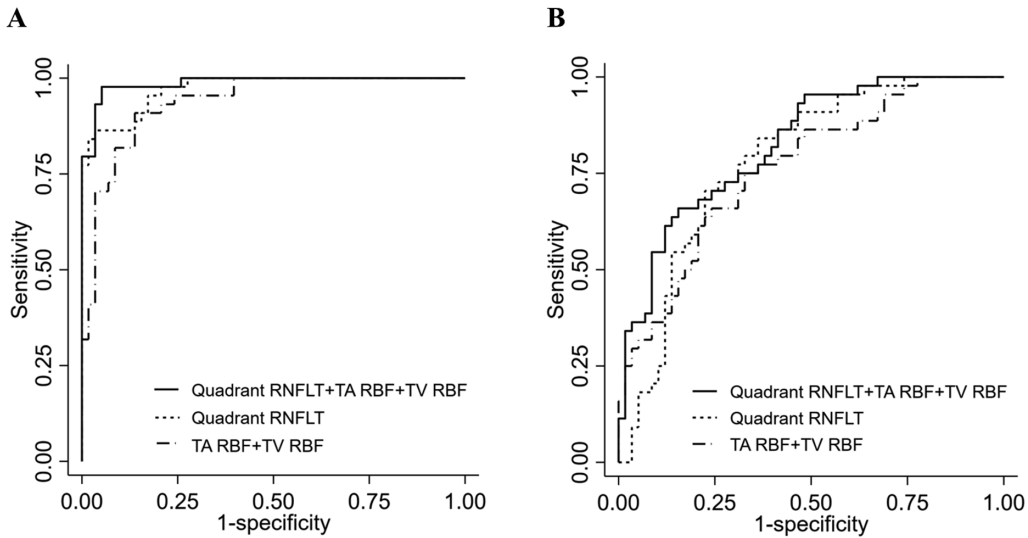 A
Sensitivity
1.00
0.75
0.50
0.25
0.00
Quadrant RNFLT+TA RBF+TV RBF
Quadrant RNFLT
TA RBF+TV RBF
0.00 0.25 0.50 0.75 1.00
1-specificity
B
Sensitivity
1.00
0.75
0.50
0.25
0.00
Quadrant RNFLT+TA RBF+TV RBF
Quadrant RNFLT
TA RBF+TV RBF
0.00 0.25 0.50 0.75 1.00
1-specificity